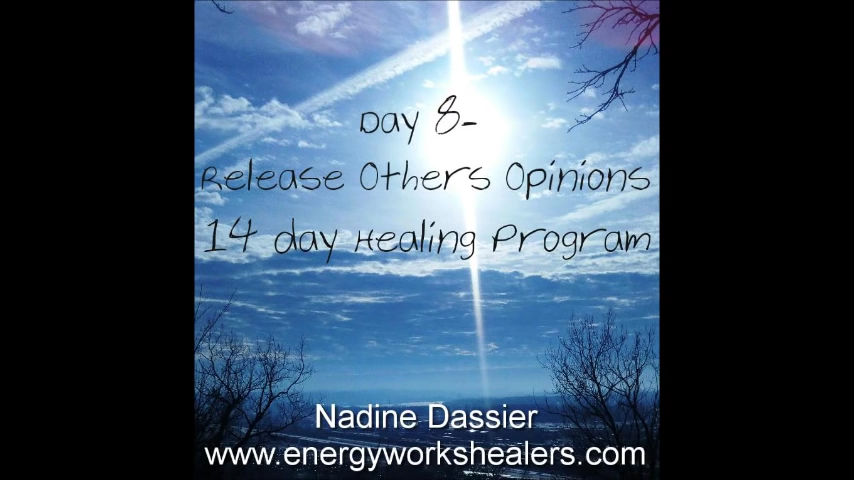 Day 8-
Release Others Opinions
14 day Healing Program
Nadine Dassier
www.energyworkshealers.com